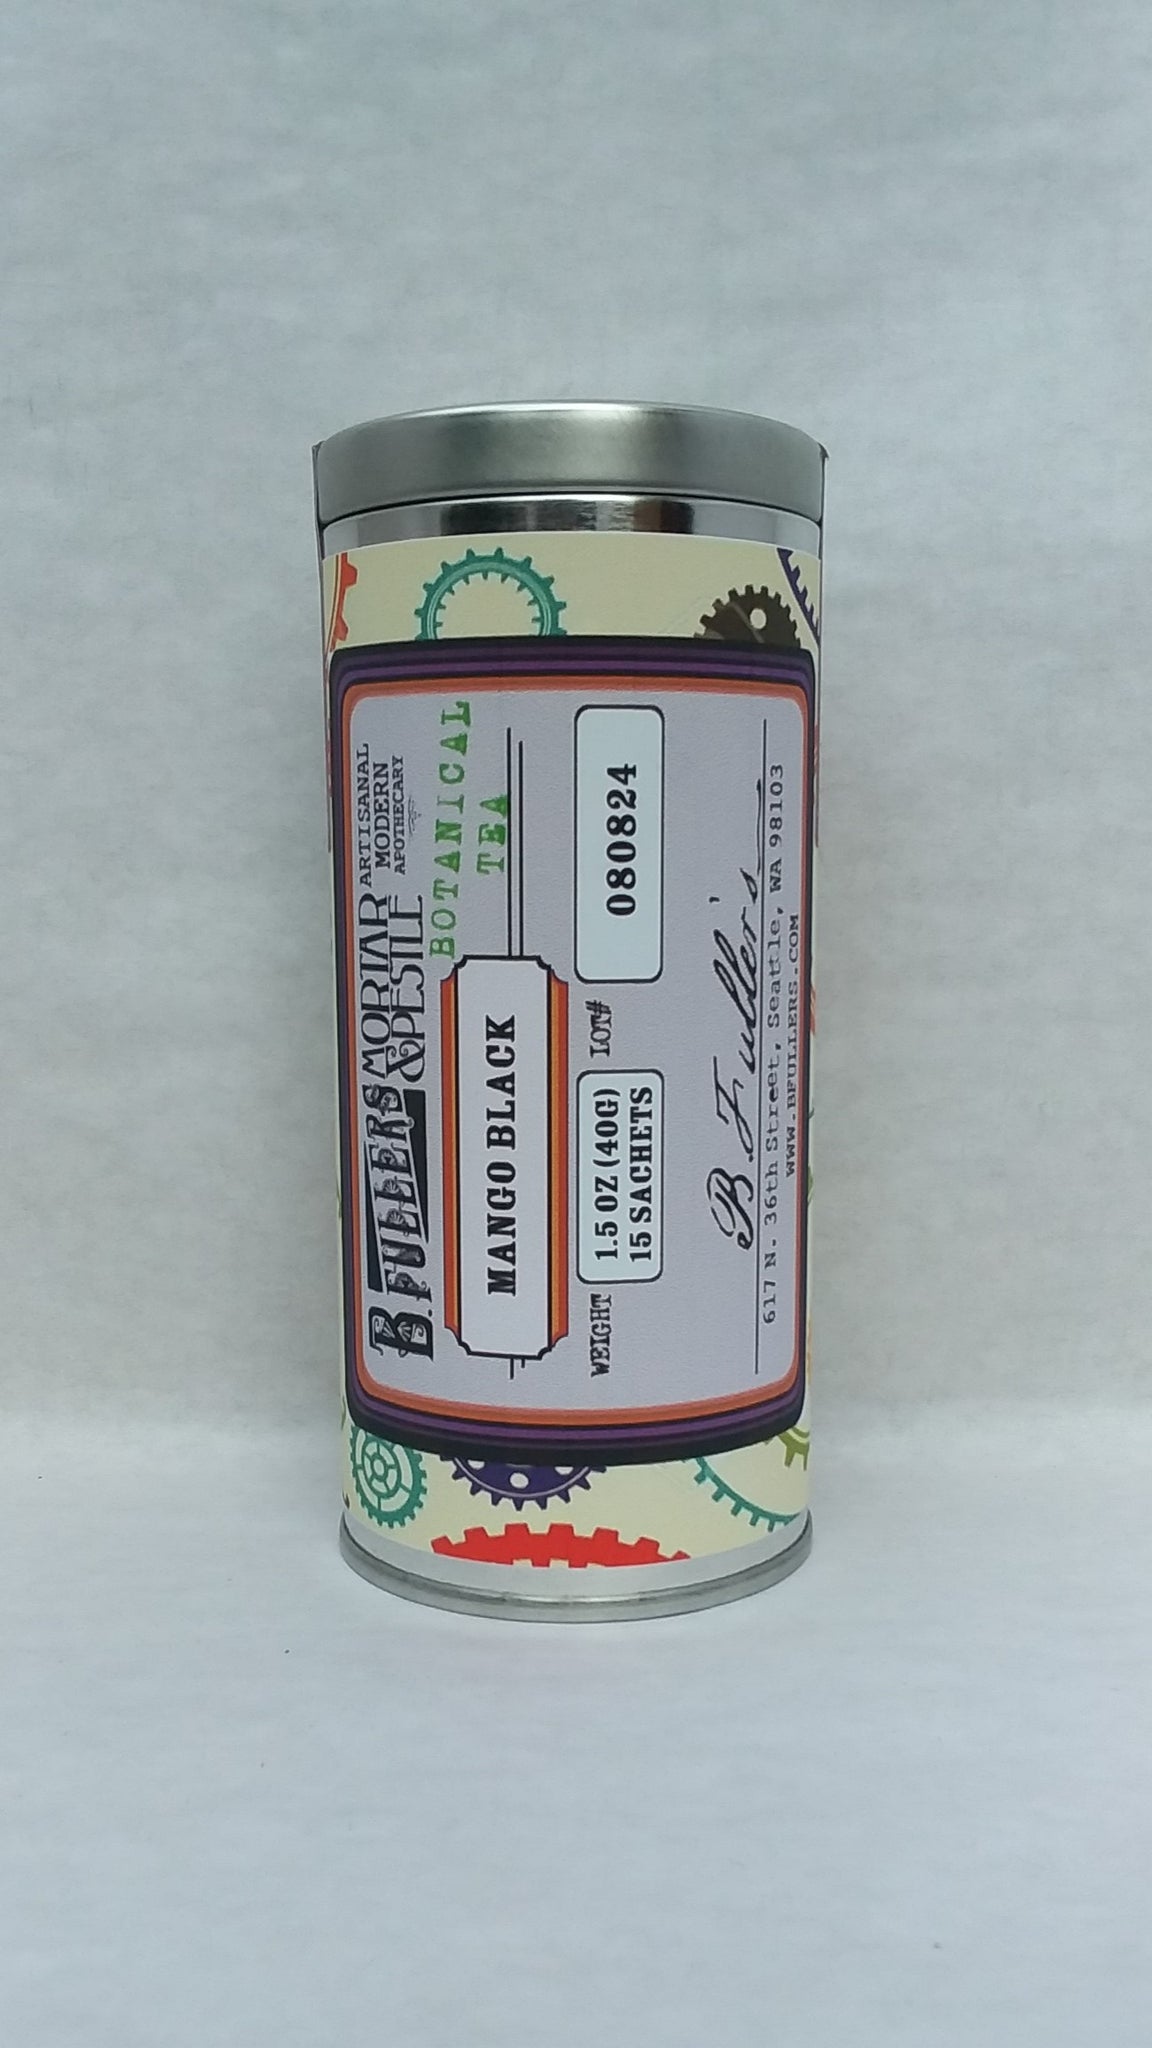 B. FULLER'S MORTAR & PESTLE
ARTISANAL
MODERN
APOTHECARY
BOTANICAL
TEA
MANGO BLACK
WEIGHT 1.5 OZ (40G)
15 SACHETS
LOT# 080824
B. Fuller's
617 N. 36th Street, Seattle, WA 98103
WWW.BFULLERS.COM